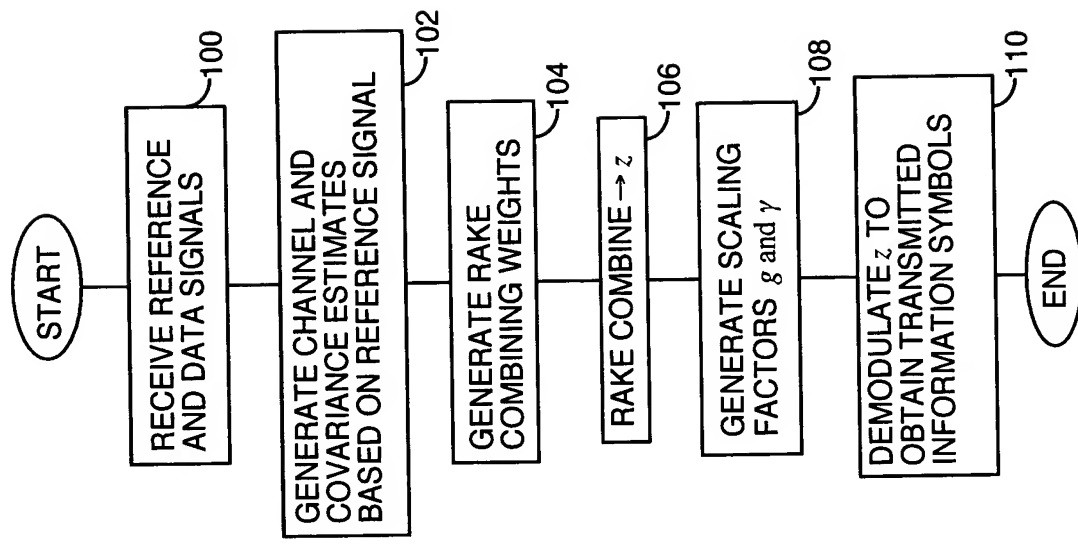 START
RECEIVE REFERENCE
AND DATA SIGNALS
100
GENERATE CHANNEL AND
COVARIANCE ESTIMATES
BASED ON REFERENCE SIGNAL
102
GENERATE RAKE
COMBINING WEIGHTS
104
RAKE COMBINE → z
106
GENERATE SCALING
FACTORS g and γ
108
DEMODULATE z TO
OBTAIN TRANSMITTED
INFORMATION SYMBOLS
110
END